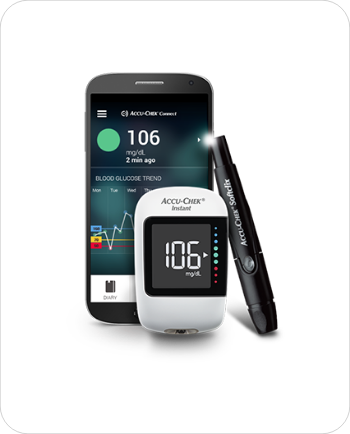 ACCU-CHEK® Connect
106
mg/dL
2 min ago
BLOOD GLUCOSE TREND
Mon Tue Wed Thu
DIARY
ACCU-CHEK®
Instant
106
mg/dL
ACCU-CHEK® Softclix